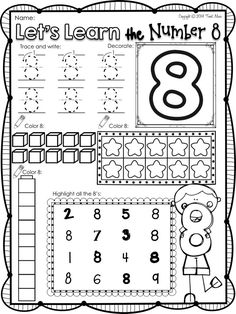 Name:
Copyright © 2014
Let's Learn the Number 8
Trace and write:
Decorate:
8 8 8
8 8 8
8
Color 8:
Color 8:
Color 8:
Highlight all the 8's:
2 8 5 8
8 7 3 8
1 8 4 8
8 6 8 9
8